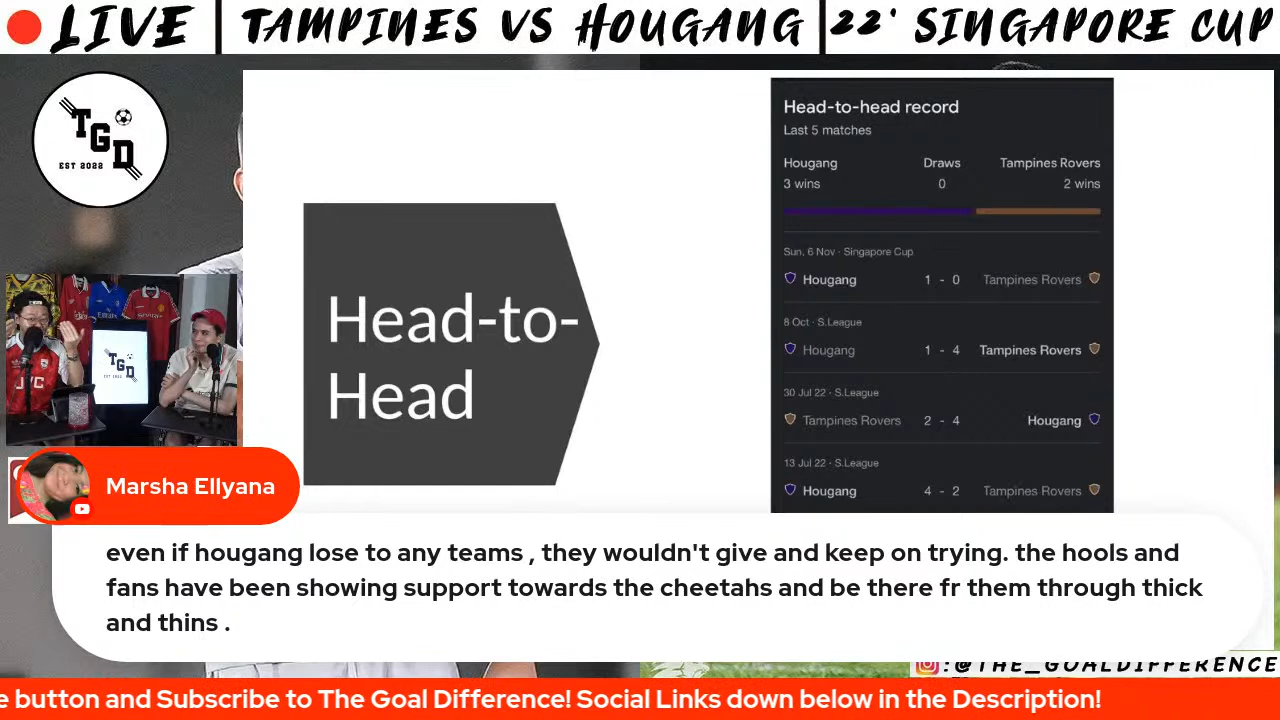 LIVE
TAMPINES VS HOUGANG
22' SINGAPORE CUP
TGD
EST 2022
Head-to-
Head
Head-to-head record
Last 5 matches
Hougang Draws Tampines Rovers
3 wins 0 2 wins
Sun, 6 Nov · Singapore Cup
Hougang 1 - 0 Tampines Rovers
8 Oct · S.League
Hougang 1 - 4 Tampines Rovers
30 Jul 22 · S.League
Tampines Rovers 2 - 4 Hougang
13 Jul 22 · S.League
Hougang 4 - 2 Tampines Rovers
JVC
TGD
Marsha Ellyana
even if hougang lose to any teams , they wouldn't give and keep on trying. the hools and
fans have been showing support towards the cheetahs and be there fr them through thick
and thins .
:@THE_GOALDIFFERENCE
e button and Subscribe to The Goal Difference! Social Links down below in the Description!